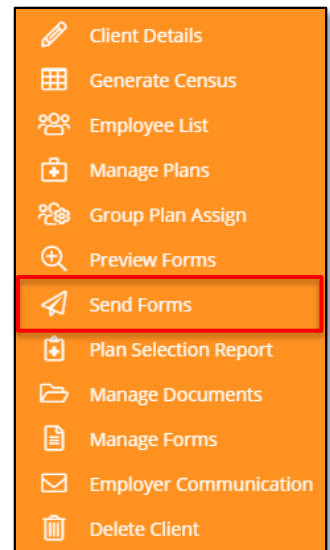 Client Details
Generate Census
Employee List
Manage Plans
Group Plan Assign
Preview Forms
Send Forms
Plan Selection Report
Manage Documents
Manage Forms
Employer Communication
Delete Client